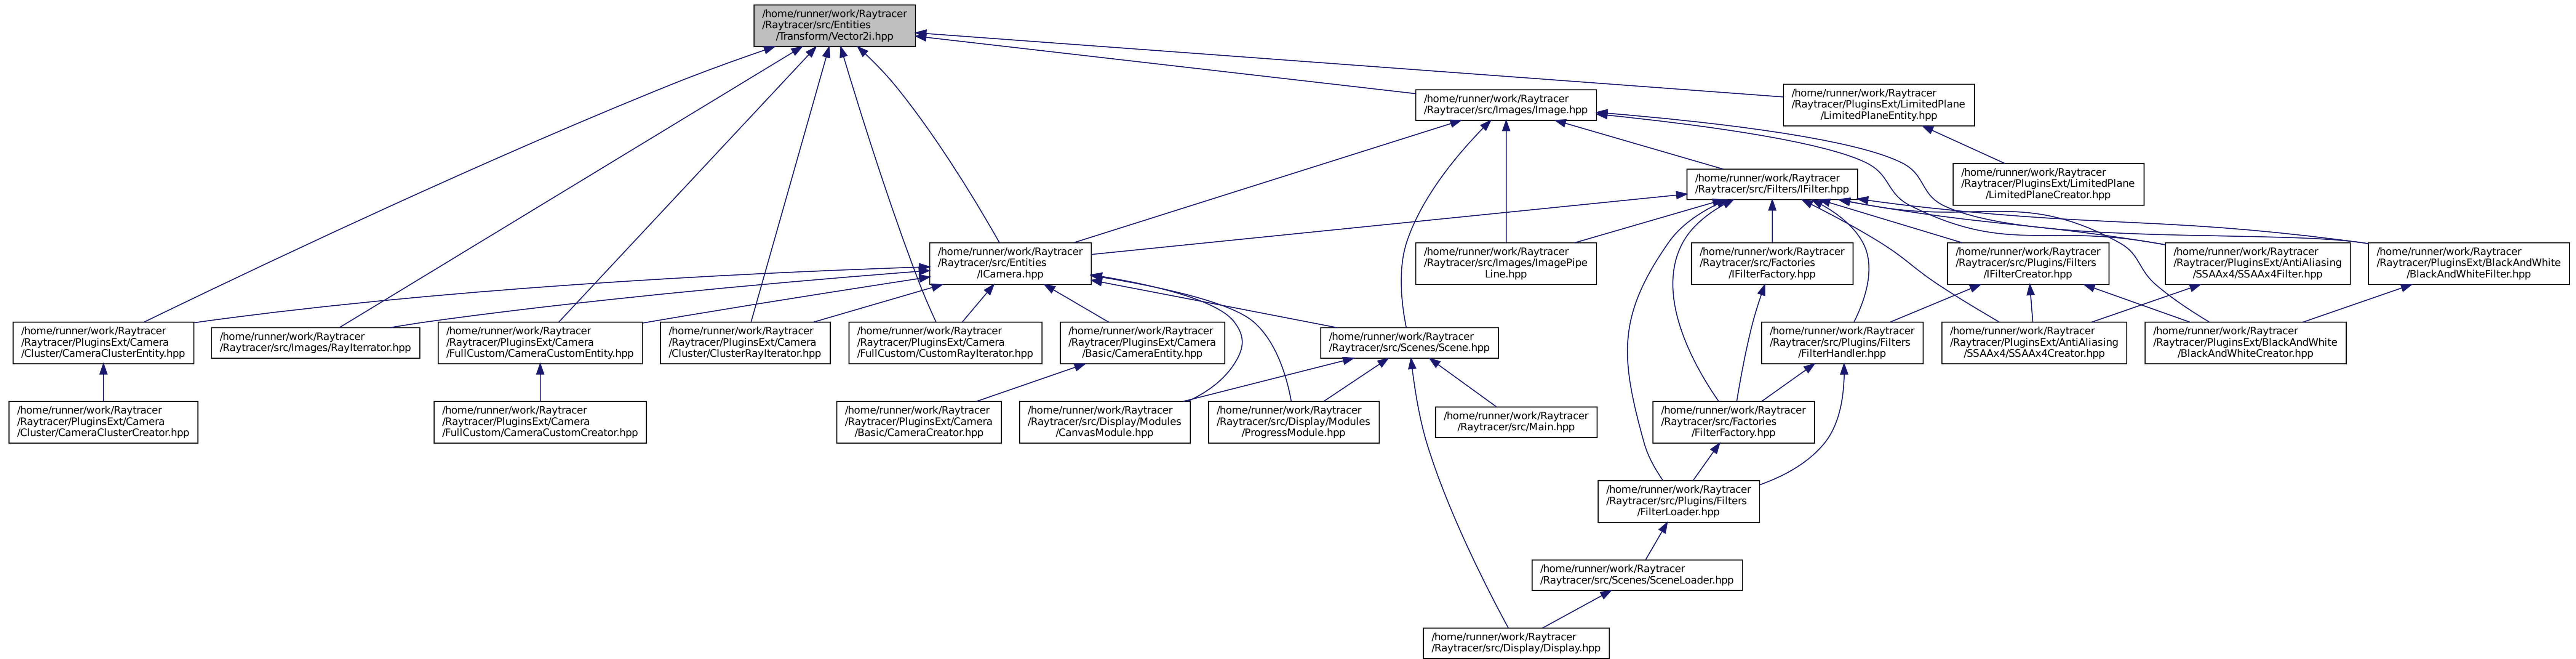 /home/runner/work/Raytracer
/Raytracer/src/Entities
/Transform/Vector2i.hpp
/home/runner/work/Raytracer
/Raytracer/src/Images/Image.hpp
/home/runner/work/Raytracer
/Raytracer/PluginsExt/LimitedPlane
/LimitedPlaneEntity.hpp
/home/runner/work/Raytracer
/Raytracer/src/Filters/IFilter.hpp
/home/runner/work/Raytracer
/Raytracer/PluginsExt/LimitedPlane
/LimitedPlaneCreator.hpp
/home/runner/work/Raytracer
/Raytracer/src/Entities
/ICamera.hpp
/home/runner/work/Raytracer
/Raytracer/src/Images/ImagePipe
Line.hpp
/home/runner/work/Raytracer
/Raytracer/src/Factories
/IFilterFactory.hpp
/home/runner/work/Raytracer
/Raytracer/src/Plugins/Filters
/IFilterCreator.hpp
/home/runner/work/Raytracer
/Raytracer/PluginsExt/AntiAliasing
/SSAAx4/SSAAx4Filter.hpp
/home/runner/work/Raytracer
/Raytracer/PluginsExt/BlackAndWhite
/BlackAndWhiteFilter.hpp
/home/runner/work/Raytracer
/Raytracer/PluginsExt/Camera
/Cluster/CameraClusterEntity.hpp
/home/runner/work/Raytracer
/Raytracer/src/Images/RayIterrator.hpp
/home/runner/work/Raytracer
/Raytracer/PluginsExt/Camera
/FullCustom/CameraCustomEntity.hpp
/home/runner/work/Raytracer
/Raytracer/PluginsExt/Camera
/Cluster/ClusterRayIterator.hpp
/home/runner/work/Raytracer
/Raytracer/PluginsExt/Camera
/FullCustom/CustomRayIterator.hpp
/home/runner/work/Raytracer
/Raytracer/PluginsExt/Camera
/Basic/CameraEntity.hpp
/home/runner/work/Raytracer
/Raytracer/src/Scenes/Scene.hpp
/home/runner/work/Raytracer
/Raytracer/src/Plugins/Filters
/FilterHandler.hpp
/home/runner/work/Raytracer
/Raytracer/PluginsExt/AntiAliasing
/SSAAx4/SSAAx4Creator.hpp
/home/runner/work/Raytracer
/Raytracer/PluginsExt/BlackAndWhite
/BlackAndWhiteCreator.hpp
/home/runner/work/Raytracer
/Raytracer/PluginsExt/Camera
/Cluster/CameraClusterCreator.hpp
/home/runner/work/Raytracer
/Raytracer/PluginsExt/Camera
/FullCustom/CameraCustomCreator.hpp
/home/runner/work/Raytracer
/Raytracer/PluginsExt/Camera
/Basic/CameraCreator.hpp
/home/runner/work/Raytracer
/Raytracer/src/Display/Modules
/CanvasModule.hpp
/home/runner/work/Raytracer
/Raytracer/src/Display/Modules
/ProgressModule.hpp
/home/runner/work/Raytracer
/Raytracer/src/Main.hpp
/home/runner/work/Raytracer
/Raytracer/src/Factories
/FilterFactory.hpp
/home/runner/work/Raytracer
/Raytracer/src/Plugins/Filters
/FilterLoader.hpp
/home/runner/work/Raytracer
/Raytracer/src/Scenes/SceneLoader.hpp
/home/runner/work/Raytracer
/Raytracer/src/Display/Display.hpp